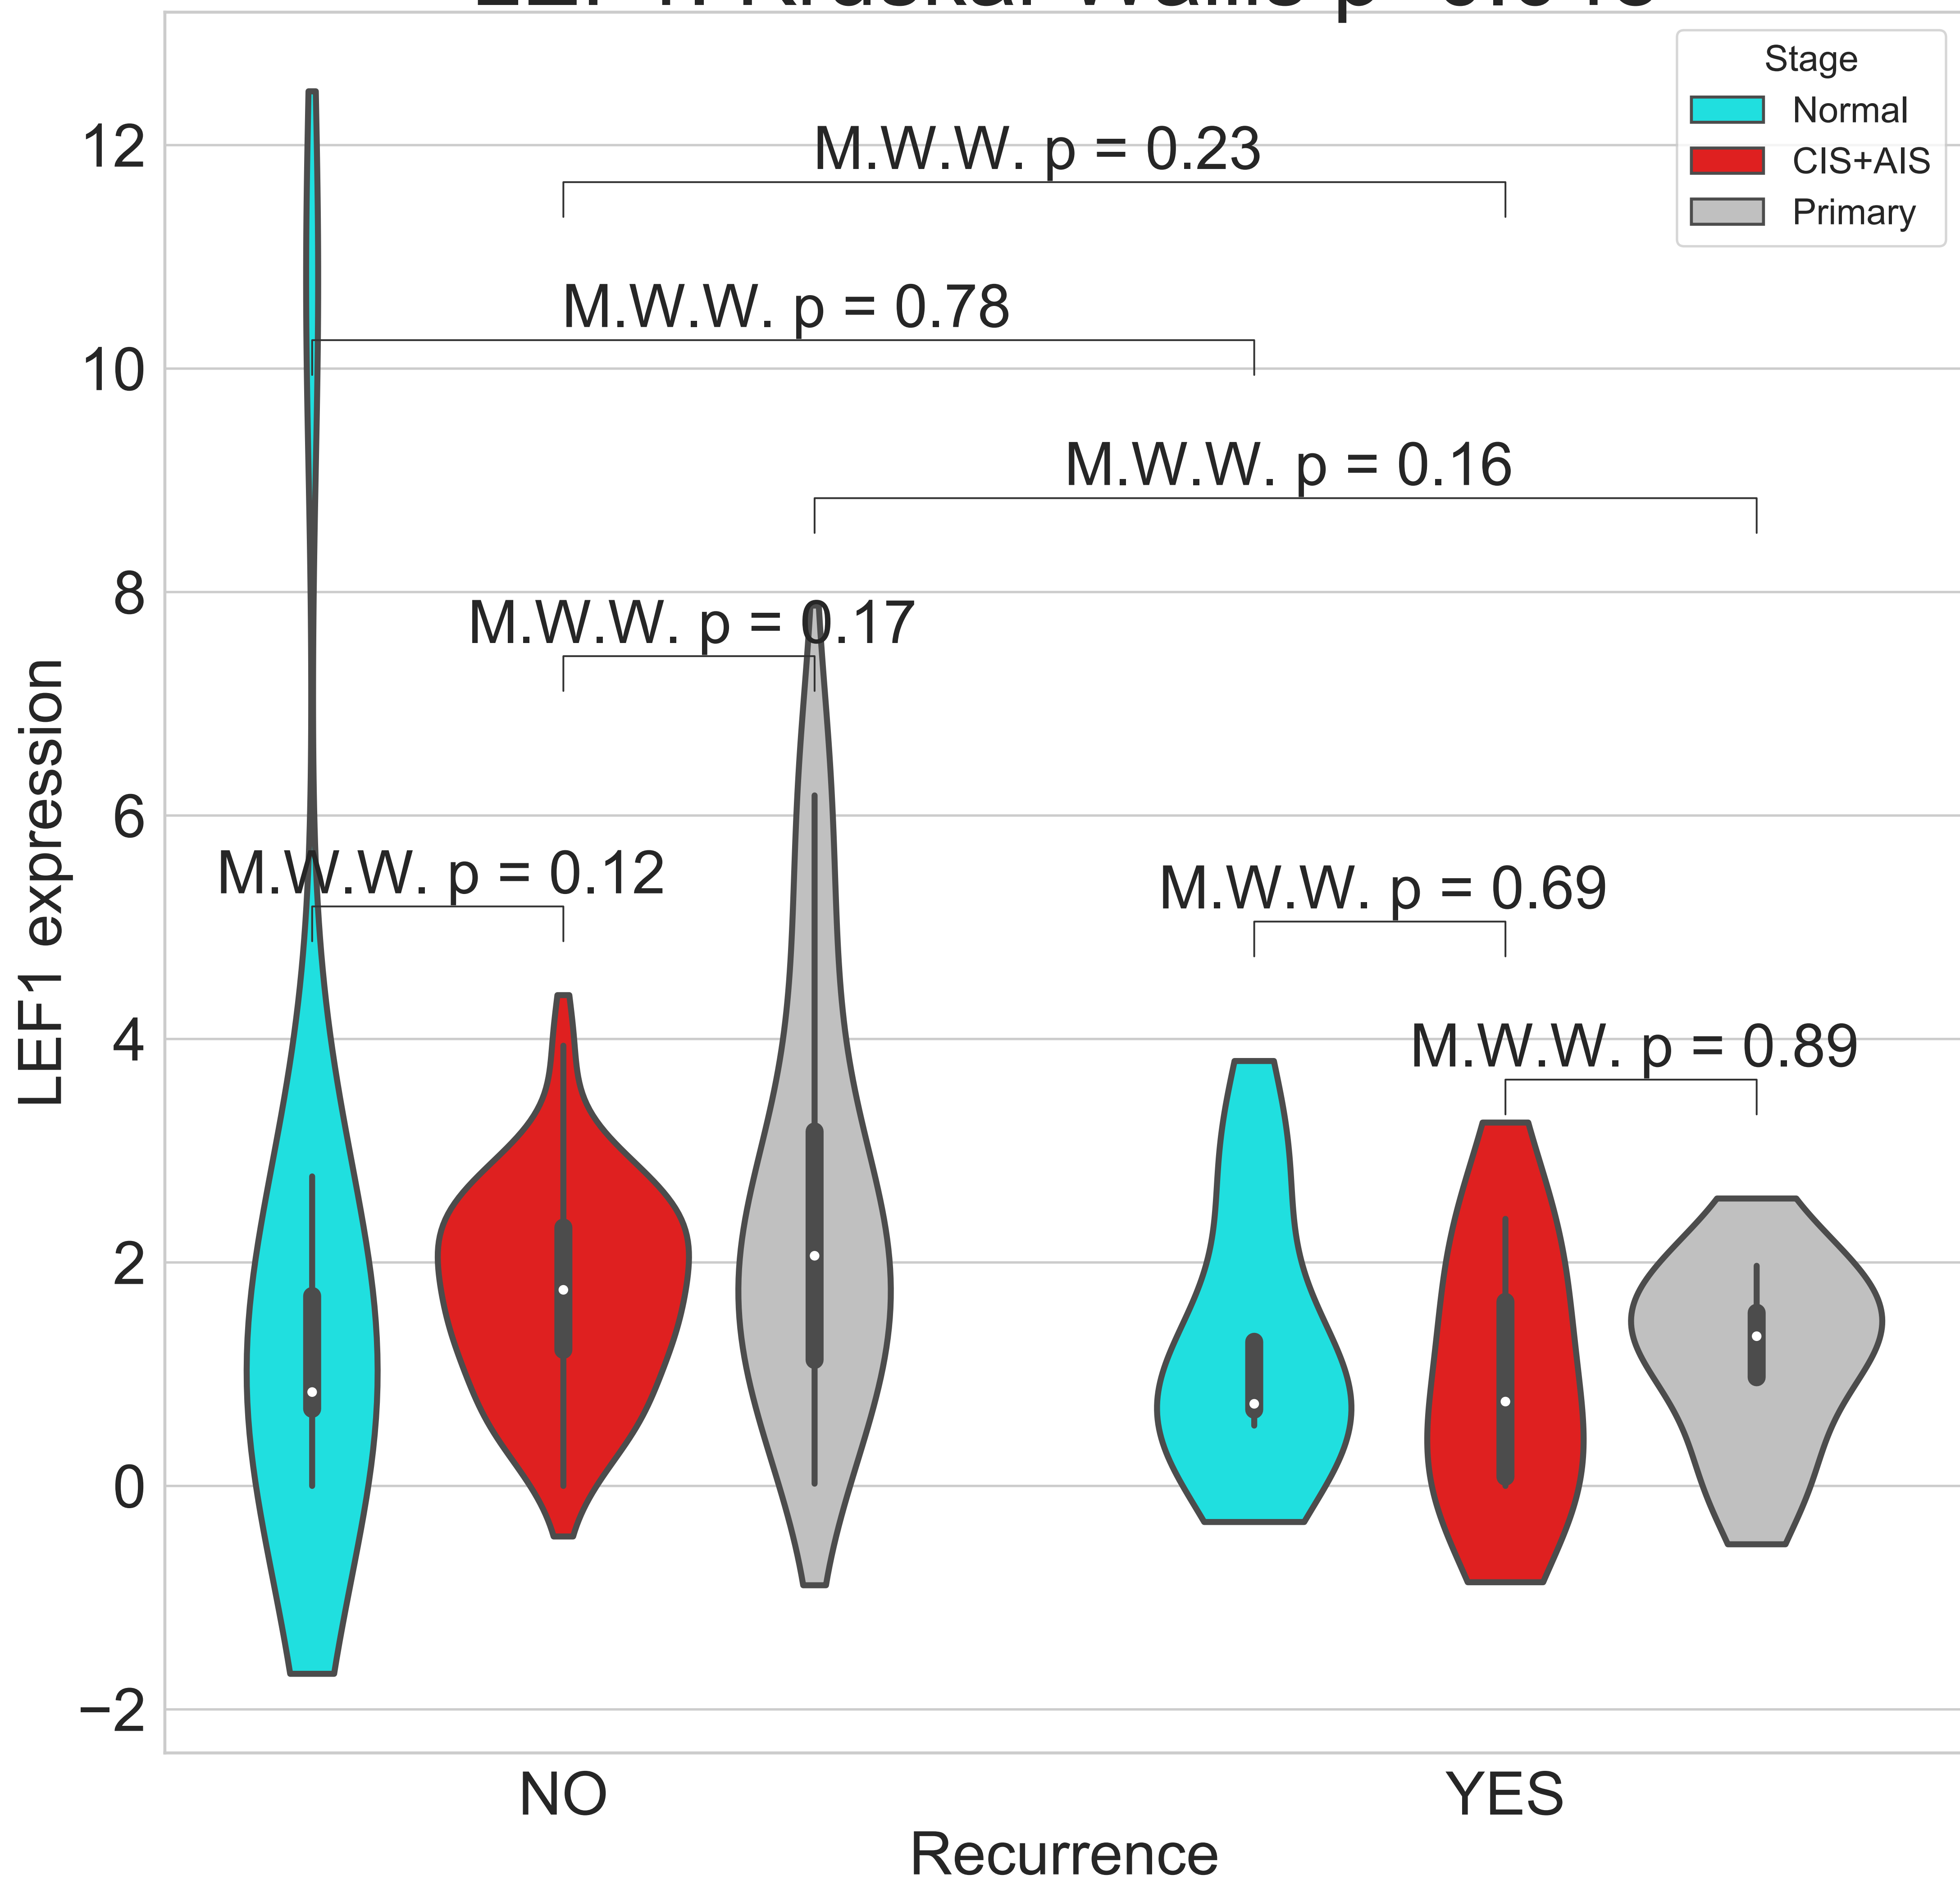 Stage
Normal
CIS+AIS
Primary
M.W.W. p = 0.23
M.W.W. p = 0.78
M.W.W. p = 0.16
M.W.W. p = 0.17
M.W.W. p = 0.12
M.W.W. p = 0.69
M.W.W. p = 0.89
12
10
8
6
4
2
0
−2
LEF1 expression
NO
YES
Recurrence